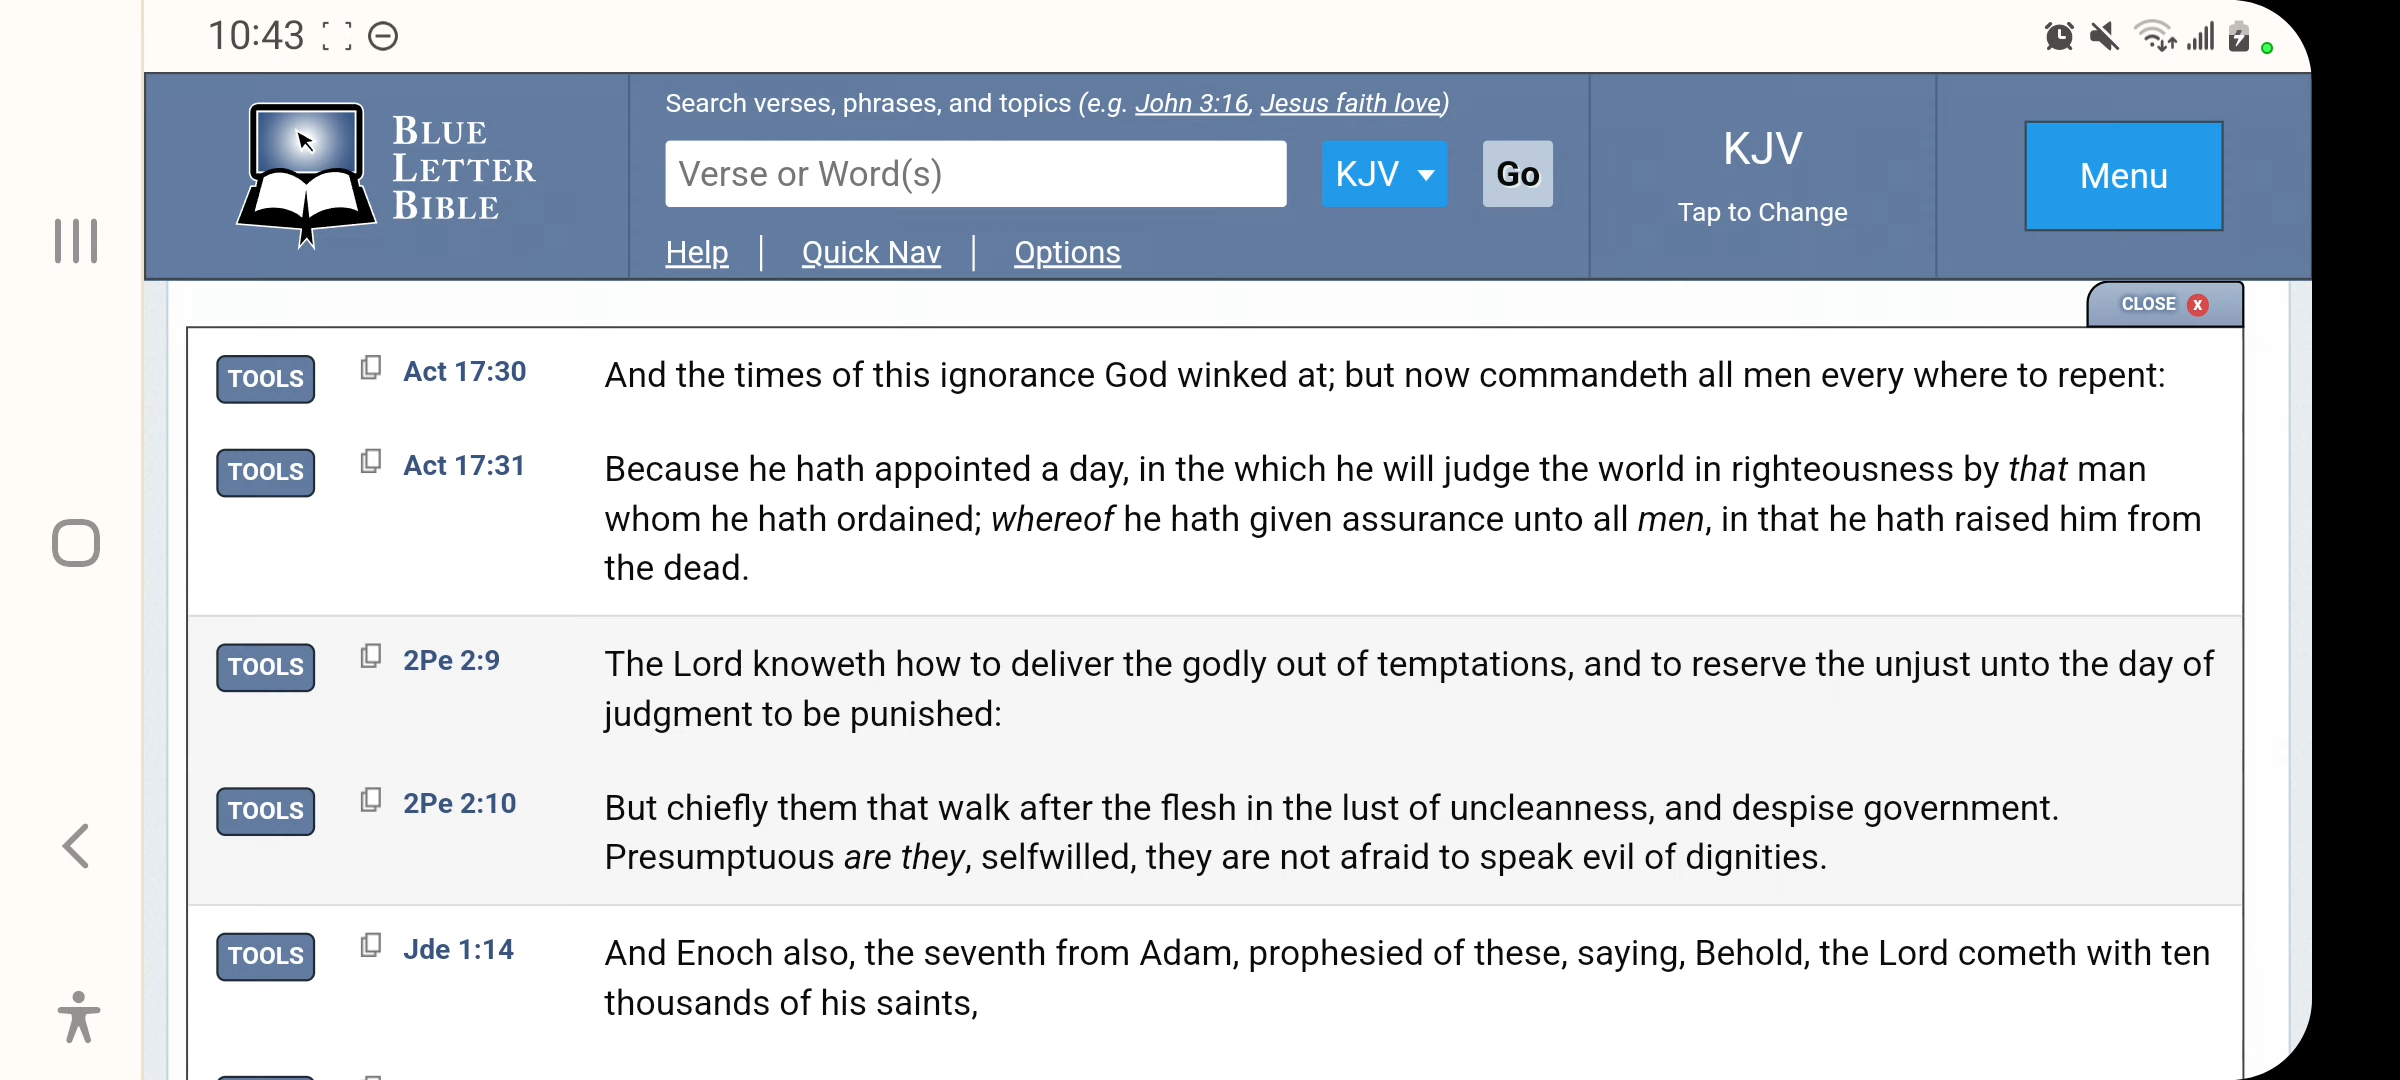 10:43
BLUE
LETTER
BIBLE
Search verses, phrases, and topics (e.g. John 3:16, Jesus faith love)
Verse or Word(s)
KJV
Go
Help
Quick Nav
Options
KJV
Tap to Change
Menu
CLOSE X
TOOLS Act 17:30 And the times of this ignorance God winked at; but now commandeth all men every where to repent:
TOOLS Act 17:31 Because he hath appointed a day, in the which he will judge the world in righteousness by that man
whom he hath ordained; whereof he hath given assurance unto all men, in that he hath raised him from
the dead.
TOOLS 2Pe 2:9 The Lord knoweth how to deliver the godly out of temptations, and to reserve the unjust unto the day of
judgment to be punished:
TOOLS 2Pe 2:10 But chiefly them that walk after the flesh in the lust of uncleanness, and despise government.
Presumptuous are they, selfwilled, they are not afraid to speak evil of dignities.
TOOLS Jde 1:14 And Enoch also, the seventh from Adam, prophesied of these, saying, Behold, the Lord cometh with ten
thousands of his saints,